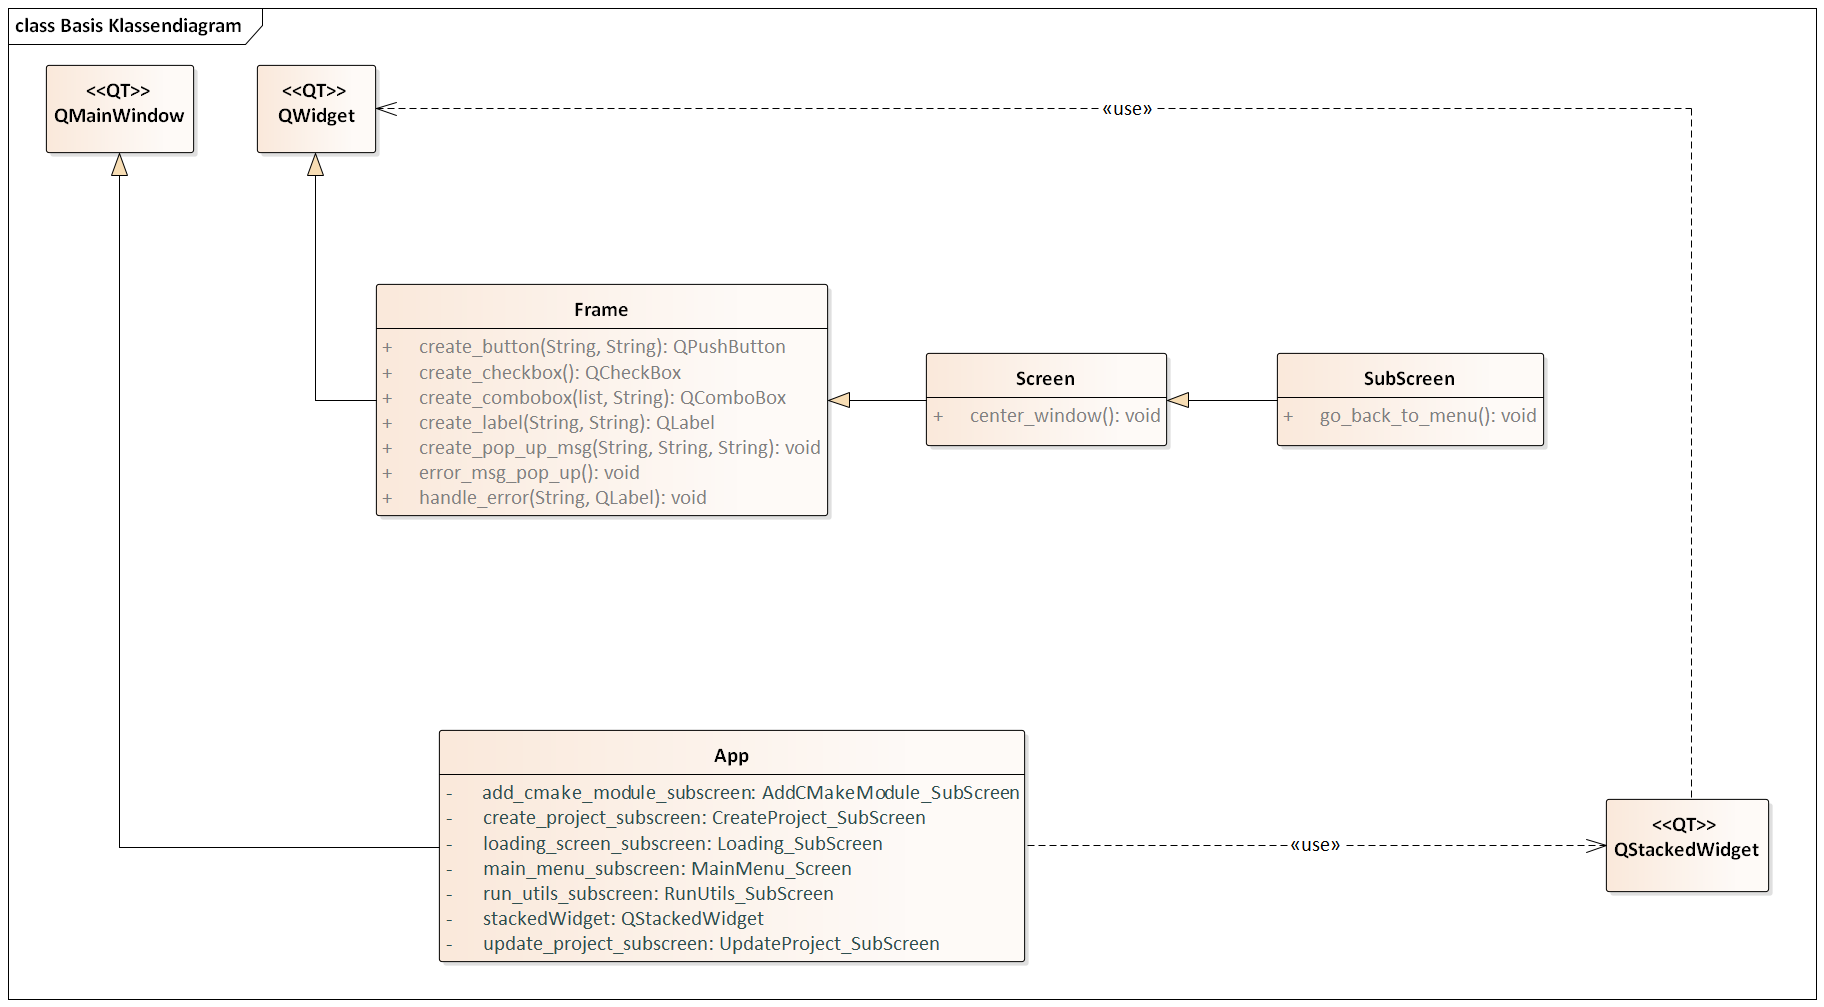 class Basis Klassendiagram
<<QT>>
QMainWindow
<<QT>>
QWidget
«use»
Frame
+ create_button(String, String): QPushButton
+ create_checkbox(): QCheckBox
+ create_combobox(list, String): QComboBox
+ create_label(String, String): QLabel
+ create_pop_up_msg(String, String, String): void
+ error_msg_pop_up(): void
+ handle_error(String, QLabel): void
Screen
+ center_window(): void
SubScreen
+ go_back_to_menu(): void
App
- add_cmake_module_subscreen: AddCMakeModule_SubScreen
- create_project_subscreen: CreateProject_SubScreen
- loading_screen_subscreen: Loading_SubScreen
- main_menu_subscreen: MainMenu_Screen
- run_utils_subscreen: RunUtils_SubScreen
- stackedWidget: QStackedWidget
- update_project_subscreen: UpdateProject_SubScreen
«use»
<<QT>>
QStackedWidget